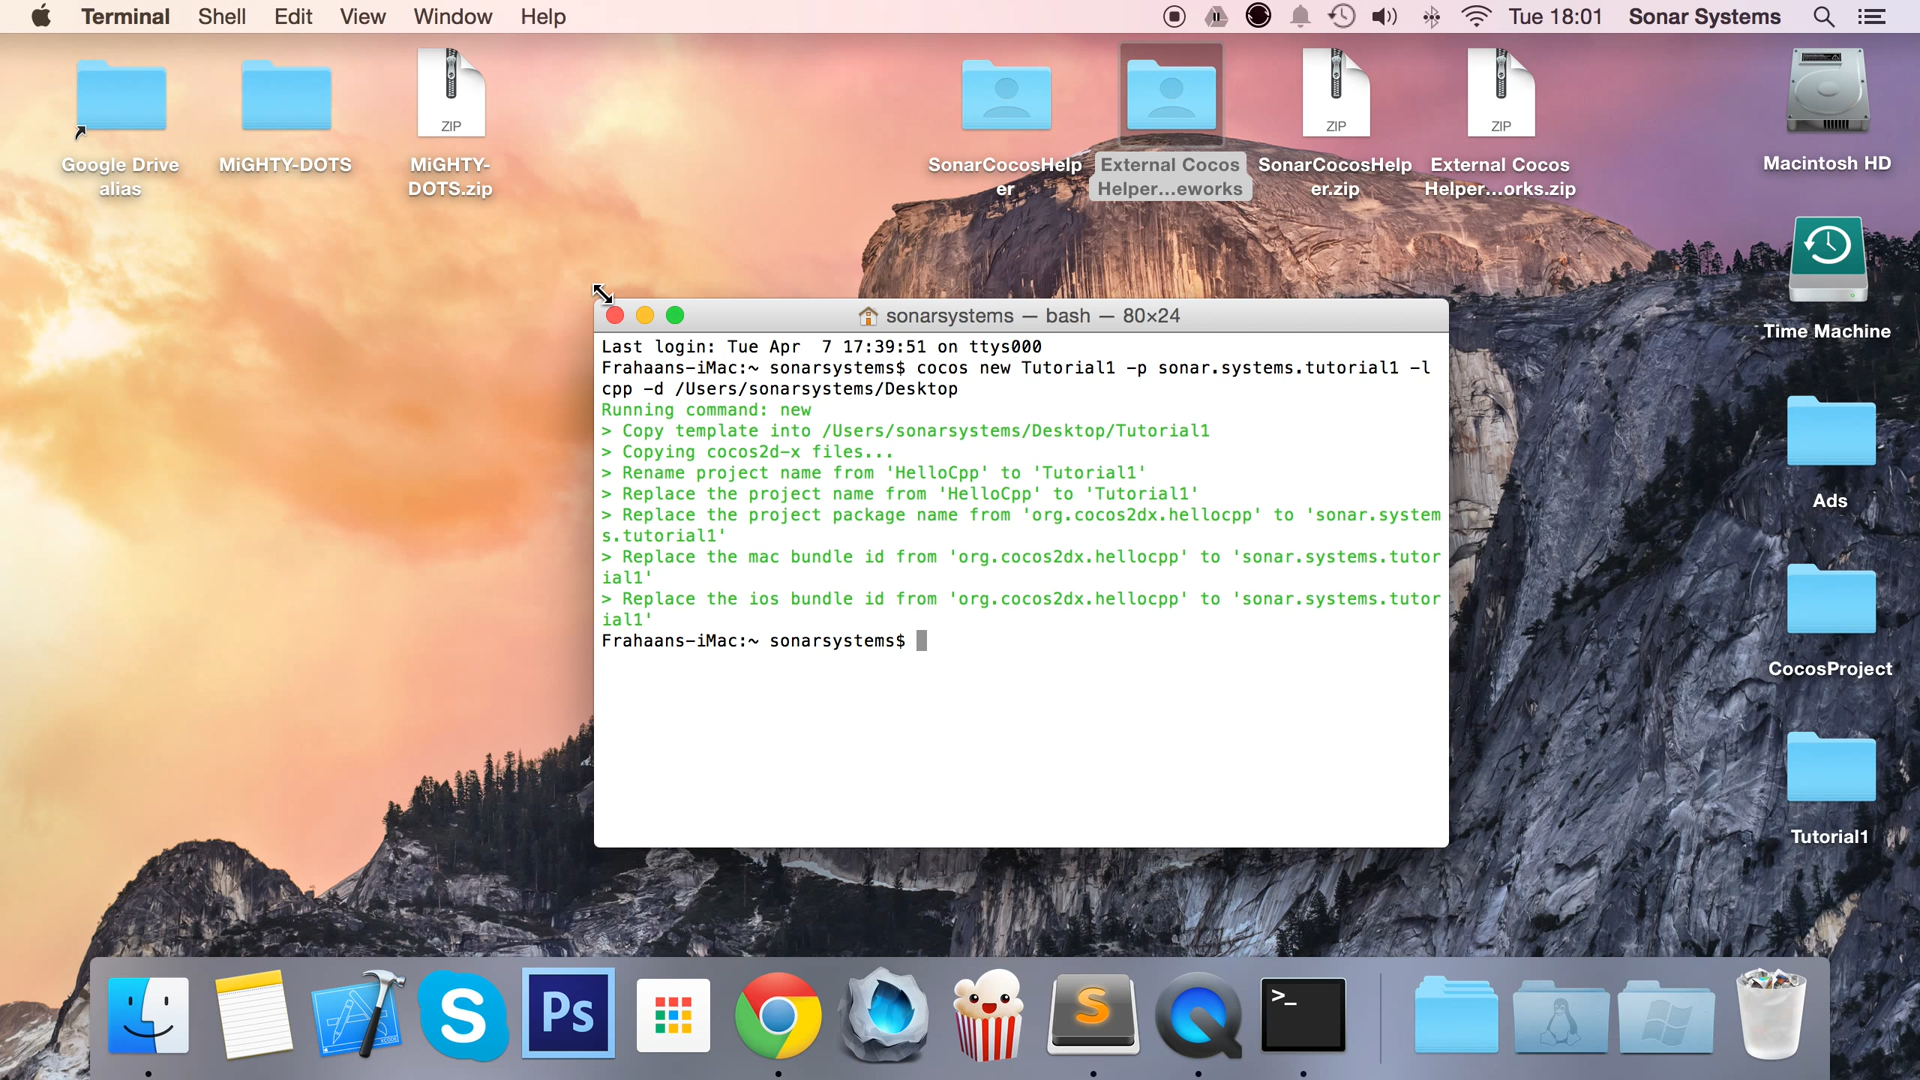 Terminal Shell Edit View Window Help Tue 18:01 Sonar Systems
Google Drive alias
MiGHTY-DOTS
ZIP
MiGHTY-
DOTS.zip
SonarCocosHelp
er
External Cocos
Helper...eworks
ZIP
SonarCocosHelp
er.zip
ZIP
External Cocos
Helper...orks.zip
Macintosh HD
Time Machine
Ads
CocosProject
Tutorial1
sonarsystems — bash — 80×24
Last login: Tue Apr  7 17:39:51 on ttys000
Frahaans-iMac:~ sonarsystems$ cocos new Tutorial1 -p sonar.systems.tutorial1 -l
cpp -d /Users/sonarsystems/Desktop
Running command: new
> Copy template into /Users/sonarsystems/Desktop/Tutorial1
> Copying cocos2d-x files...
> Rename project name from 'HelloCpp' to 'Tutorial1'
> Replace the project name from 'HelloCpp' to 'Tutorial1'
> Replace the project package name from 'org.cocos2dx.hellocpp' to 'sonar.system
s.tutorial1'
> Replace the mac bundle id from 'org.cocos2dx.hellocpp' to 'sonar.systems.tutor
ial1'
> Replace the ios bundle id from 'org.cocos2dx.hellocpp' to 'sonar.systems.tutor
ial1'
Frahaans-iMac:~ sonarsystems$
S
Ps
S
>_